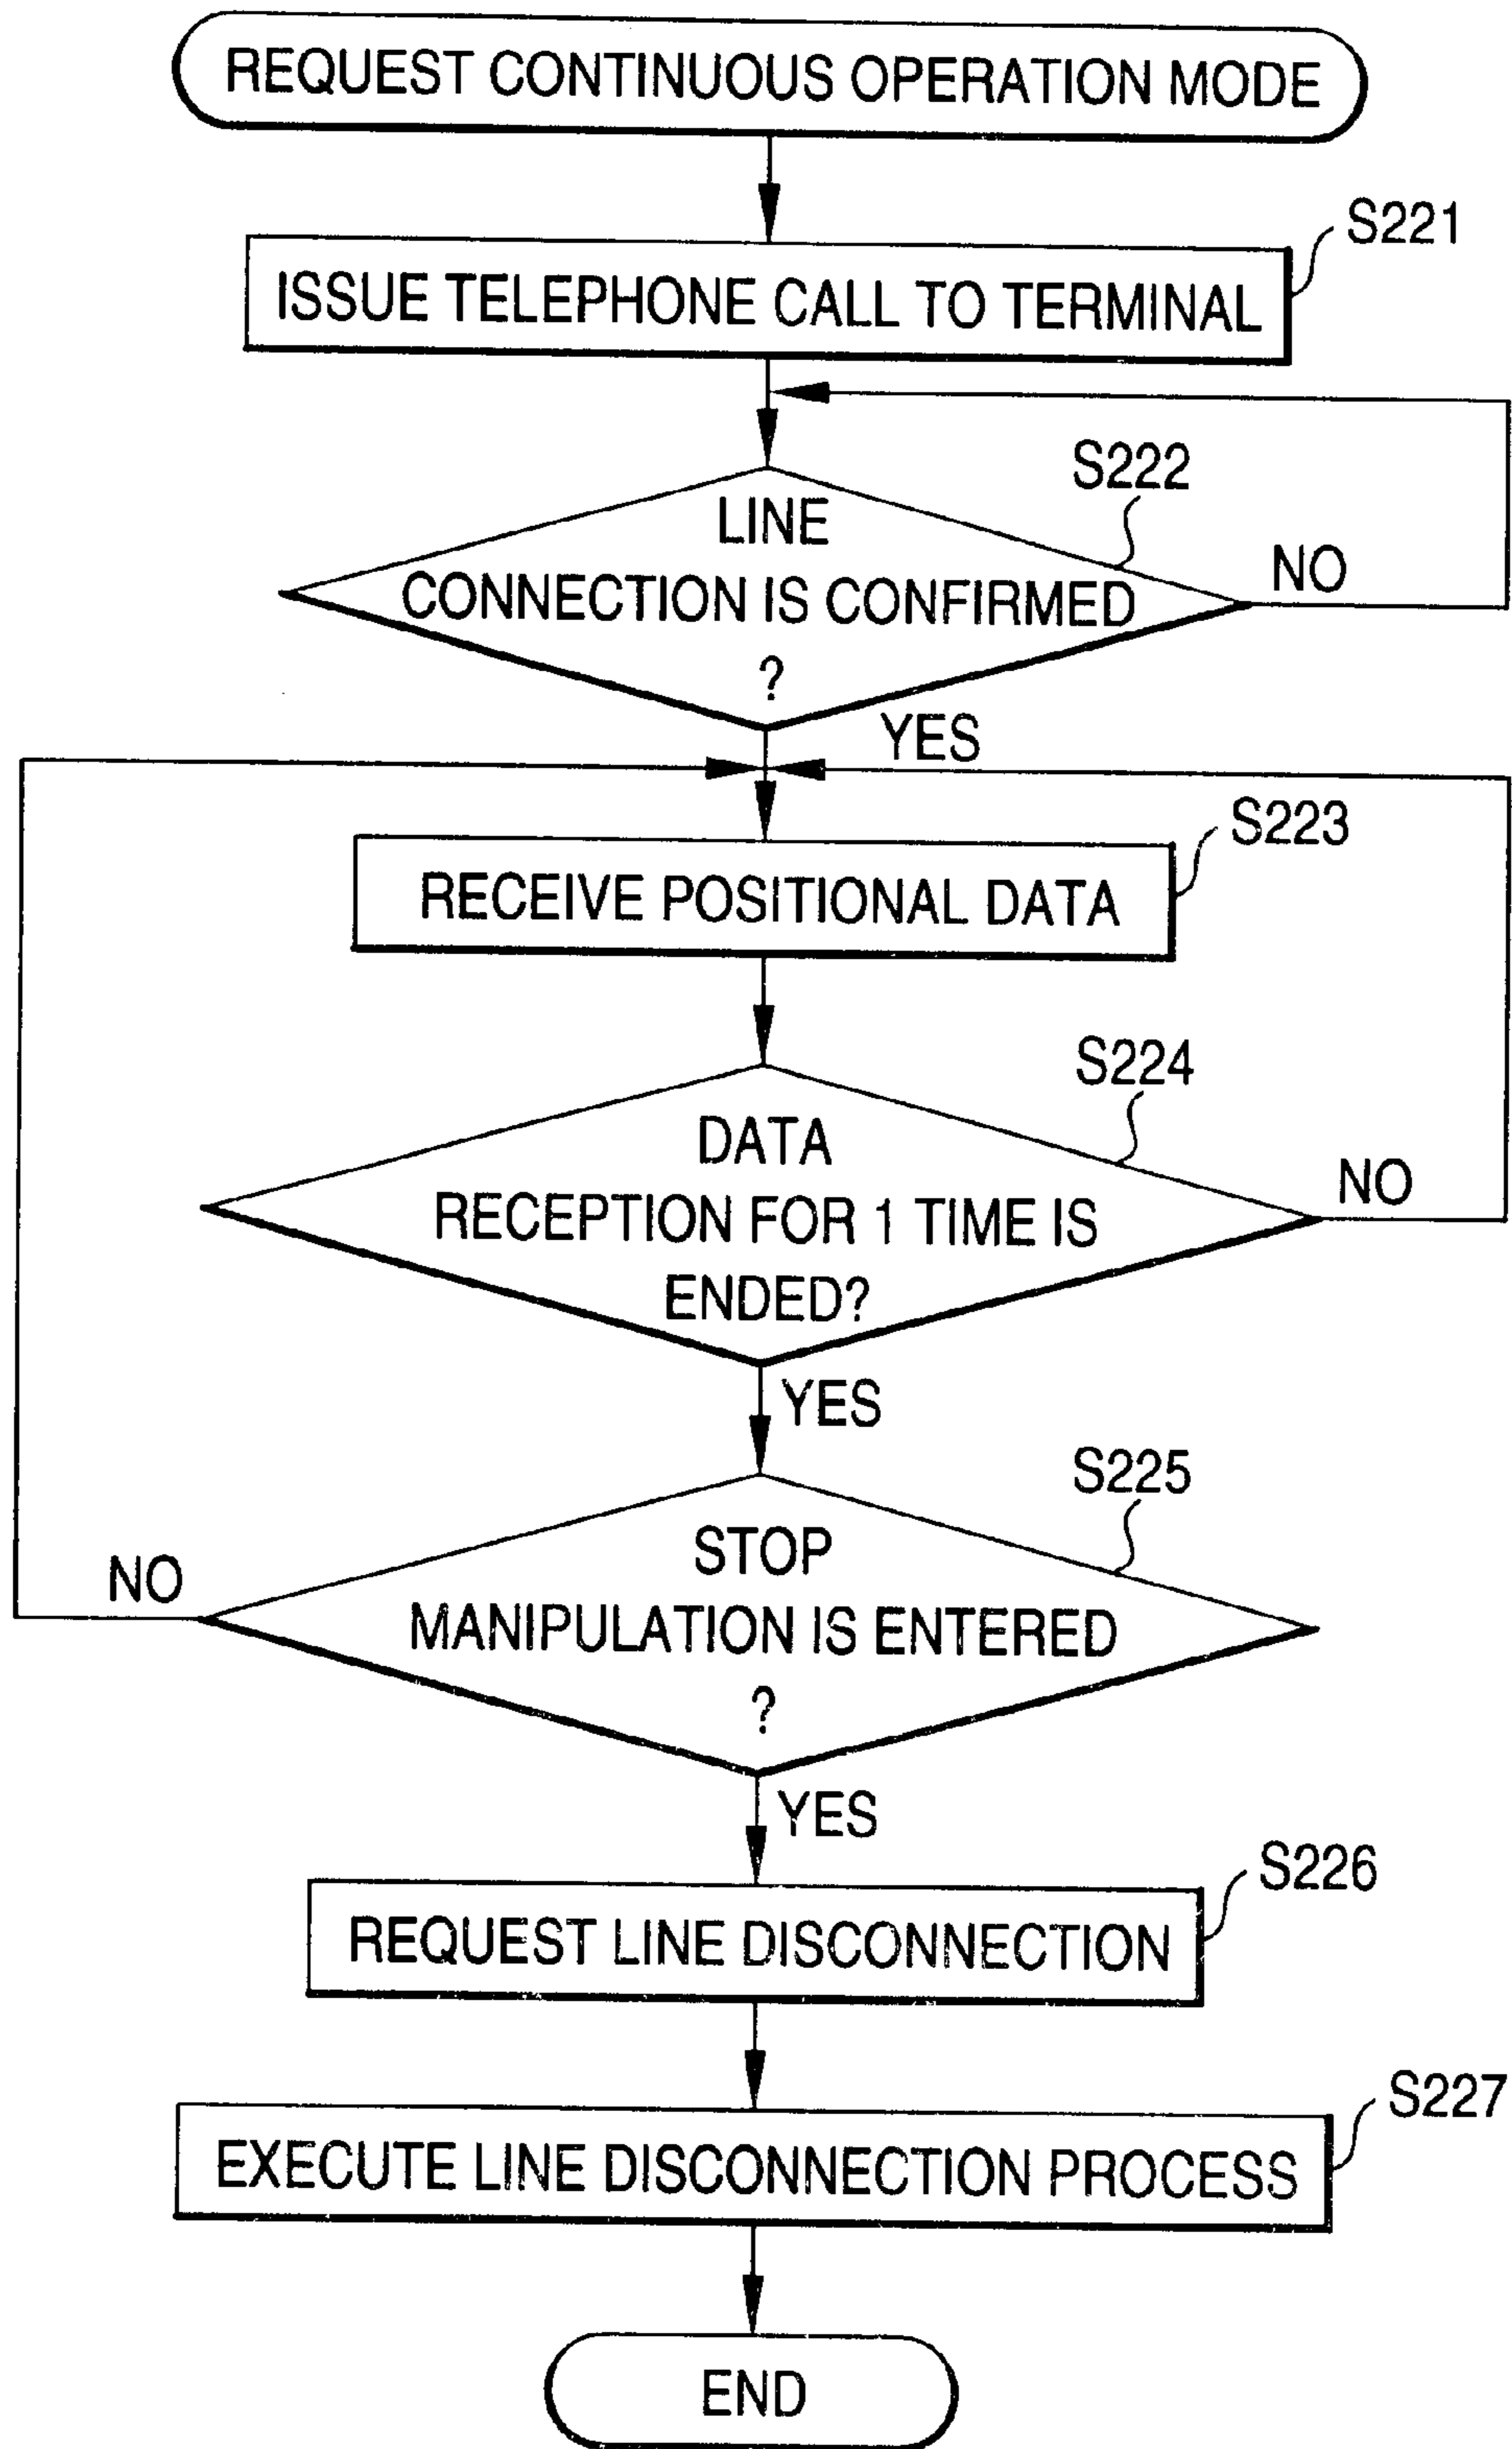 REQUEST CONTINUOUS OPERATION MODE
S221
ISSUE TELEPHONE CALL TO TERMINAL
S222
LINE
CONNECTION IS CONFIRMED
?
NO
YES
S223
RECEIVE POSITIONAL DATA
S224
DATA
RECEPTION FOR 1 TIME IS
ENDED?
NO
YES
S225
STOP
MANIPULATION IS ENTERED
?
NO
YES
S226
REQUEST LINE DISCONNECTION
S227
EXECUTE LINE DISCONNECTION PROCESS
END